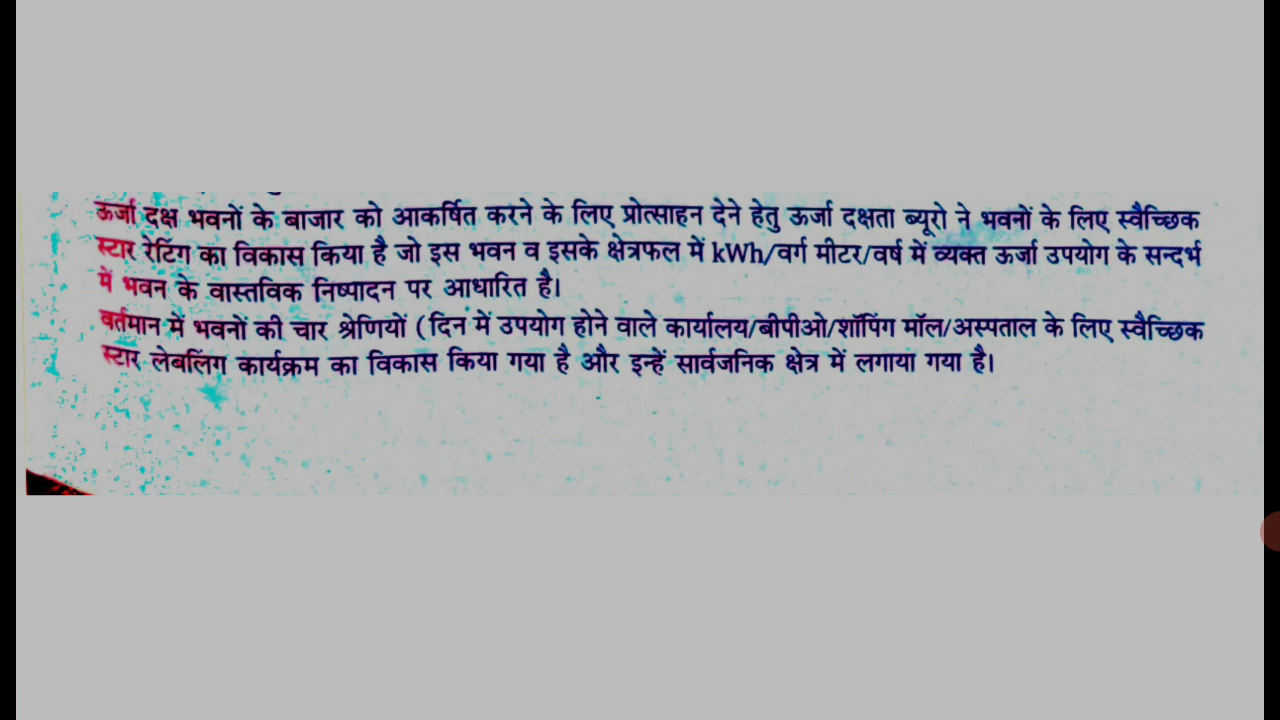 ऊर्जा दक्ष भवनों के बाजार को आकर्षित करने के लिए प्रोत्साहन देने हेतु ऊर्जा दक्षता ब्यूरो ने भवनों के लिए स्वैच्छिक
स्टार रेटिंग का विकास किया है जो इस भवन व इसके क्षेत्रफल में kWh/वर्ग मीटर/वर्ष में व्यक्त ऊर्जा उपयोग के सन्दर्भ
में भवन के वास्तविक निष्पादन पर आधारित है।
वर्तमान में भवनों की चार श्रेणियों (दिन में उपयोग होने वाले कार्यालय/बीपीओ/शॉपिंग मॉल/अस्पताल के लिए स्वैच्छिक
स्टार लेबलिंग कार्यक्रम का विकास किया गया है और इन्हें सार्वजनिक क्षेत्र में लगाया गया है।